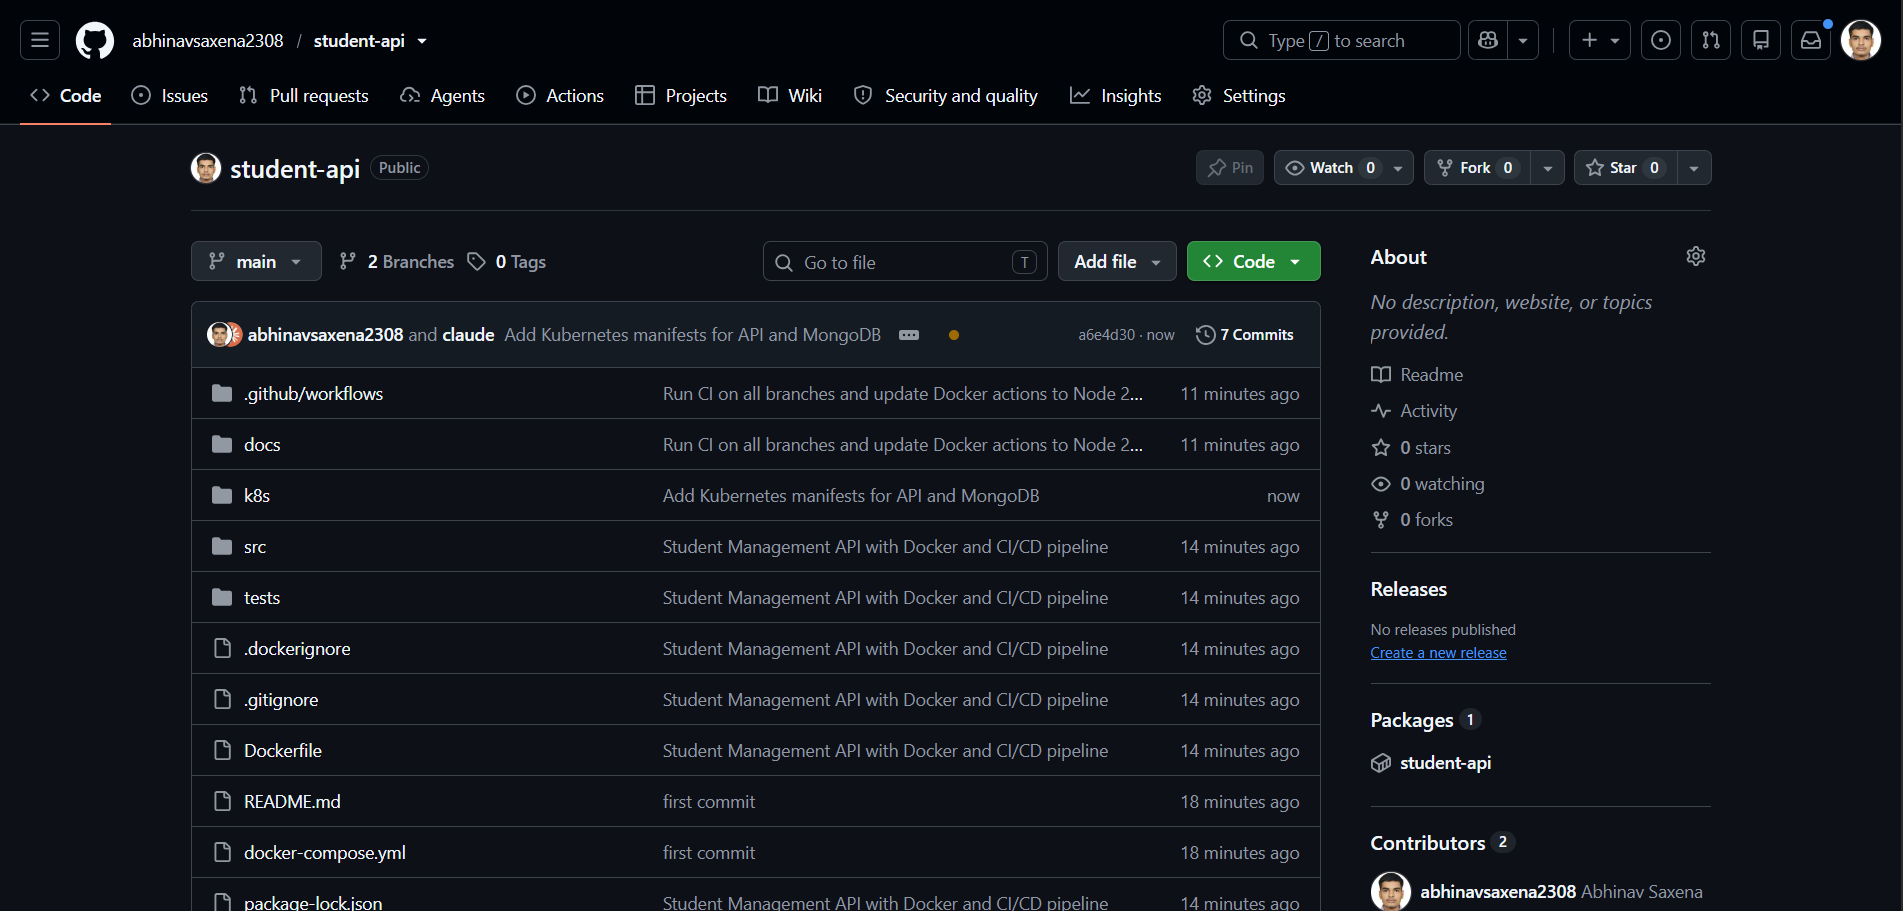 abhinavsaxena2308 / student-api
Type / to search
Code Issues Pull requests Agents Actions Projects Wiki Security and quality Insights Settings
student-api Public
Pin Watch 0 Fork 0 Star 0
main 2 Branches 0 Tags Go to file T Add file Code
abhinavsaxena2308 and claude Add Kubernetes manifests for API and MongoDB a6e4d30 · now 7 Commits
.github/workflows Run CI on all branches and update Docker actions to Node 2... 11 minutes ago
docs Run CI on all branches and update Docker actions to Node 2... 11 minutes ago
k8s Add Kubernetes manifests for API and MongoDB now
src Student Management API with Docker and CI/CD pipeline 14 minutes ago
tests Student Management API with Docker and CI/CD pipeline 14 minutes ago
.dockerignore Student Management API with Docker and CI/CD pipeline 14 minutes ago
.gitignore Student Management API with Docker and CI/CD pipeline 14 minutes ago
Dockerfile Student Management API with Docker and CI/CD pipeline 14 minutes ago
README.md first commit 18 minutes ago
docker-compose.yml first commit 18 minutes ago
package-lock.json Student Management API with Docker and CI/CD pipeline 14 minutes ago
About
No description, website, or topics
provided.
Readme
Activity
0 stars
0 watching
0 forks
Releases
No releases published
Create a new release
Packages 1
student-api
Contributors 2
abhinavsaxena2308 Abhinav Saxena